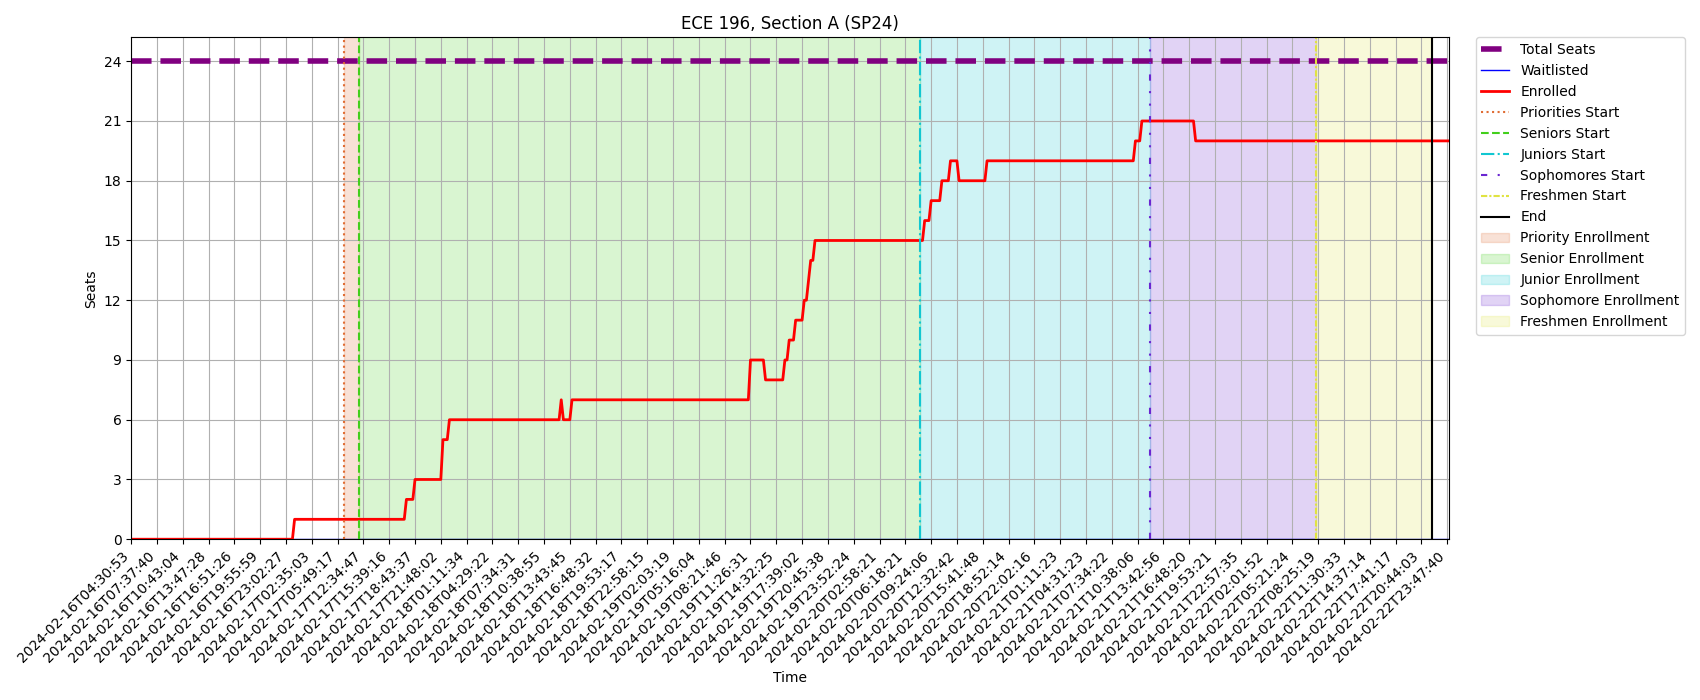 ECE 196, Section A (SP24)
Seats
24
21
18
15
12
9
6
3
0
2024-02-16T04:30:53
2024-02-16T07:37:40
2024-02-16T10:43:04
2024-02-16T13:47:28
2024-02-16T16:51:26
2024-02-16T19:55:59
2024-02-16T23:02:27
2024-02-17T02:35:03
2024-02-17T05:49:17
2024-02-17T12:34:47
2024-02-17T15:39:16
2024-02-17T18:43:37
2024-02-17T21:48:02
2024-02-18T01:11:34
2024-02-18T04:29:22
2024-02-18T07:34:31
2024-02-18T10:38:55
2024-02-18T13:43:45
2024-02-18T16:48:32
2024-02-18T19:53:17
2024-02-18T22:58:15
2024-02-19T02:03:19
2024-02-19T05:16:04
2024-02-19T08:21:46
2024-02-19T11:26:31
2024-02-19T14:32:25
2024-02-19T17:39:02
2024-02-19T20:45:38
2024-02-19T23:52:24
2024-02-20T02:58:21
2024-02-20T06:18:21
2024-02-20T09:24:06
2024-02-20T12:32:42
2024-02-20T15:41:48
2024-02-20T18:52:14
2024-02-20T22:02:16
2024-02-21T01:11:23
2024-02-21T04:31:23
2024-02-21T07:34:22
2024-02-21T10:38:06
2024-02-21T13:42:56
2024-02-21T16:48:20
2024-02-21T19:53:21
2024-02-21T22:57:35
2024-02-22T02:01:52
2024-02-22T05:21:24
2024-02-22T08:25:19
2024-02-22T11:30:33
2024-02-22T14:37:14
2024-02-22T17:41:17
2024-02-22T20:44:03
2024-02-22T23:47:40
Time
Total Seats
Waitlisted
Enrolled
Priorities Start
Seniors Start
Juniors Start
Sophomores Start
Freshmen Start
End
Priority Enrollment
Senior Enrollment
Junior Enrollment
Sophomore Enrollment
Freshmen Enrollment